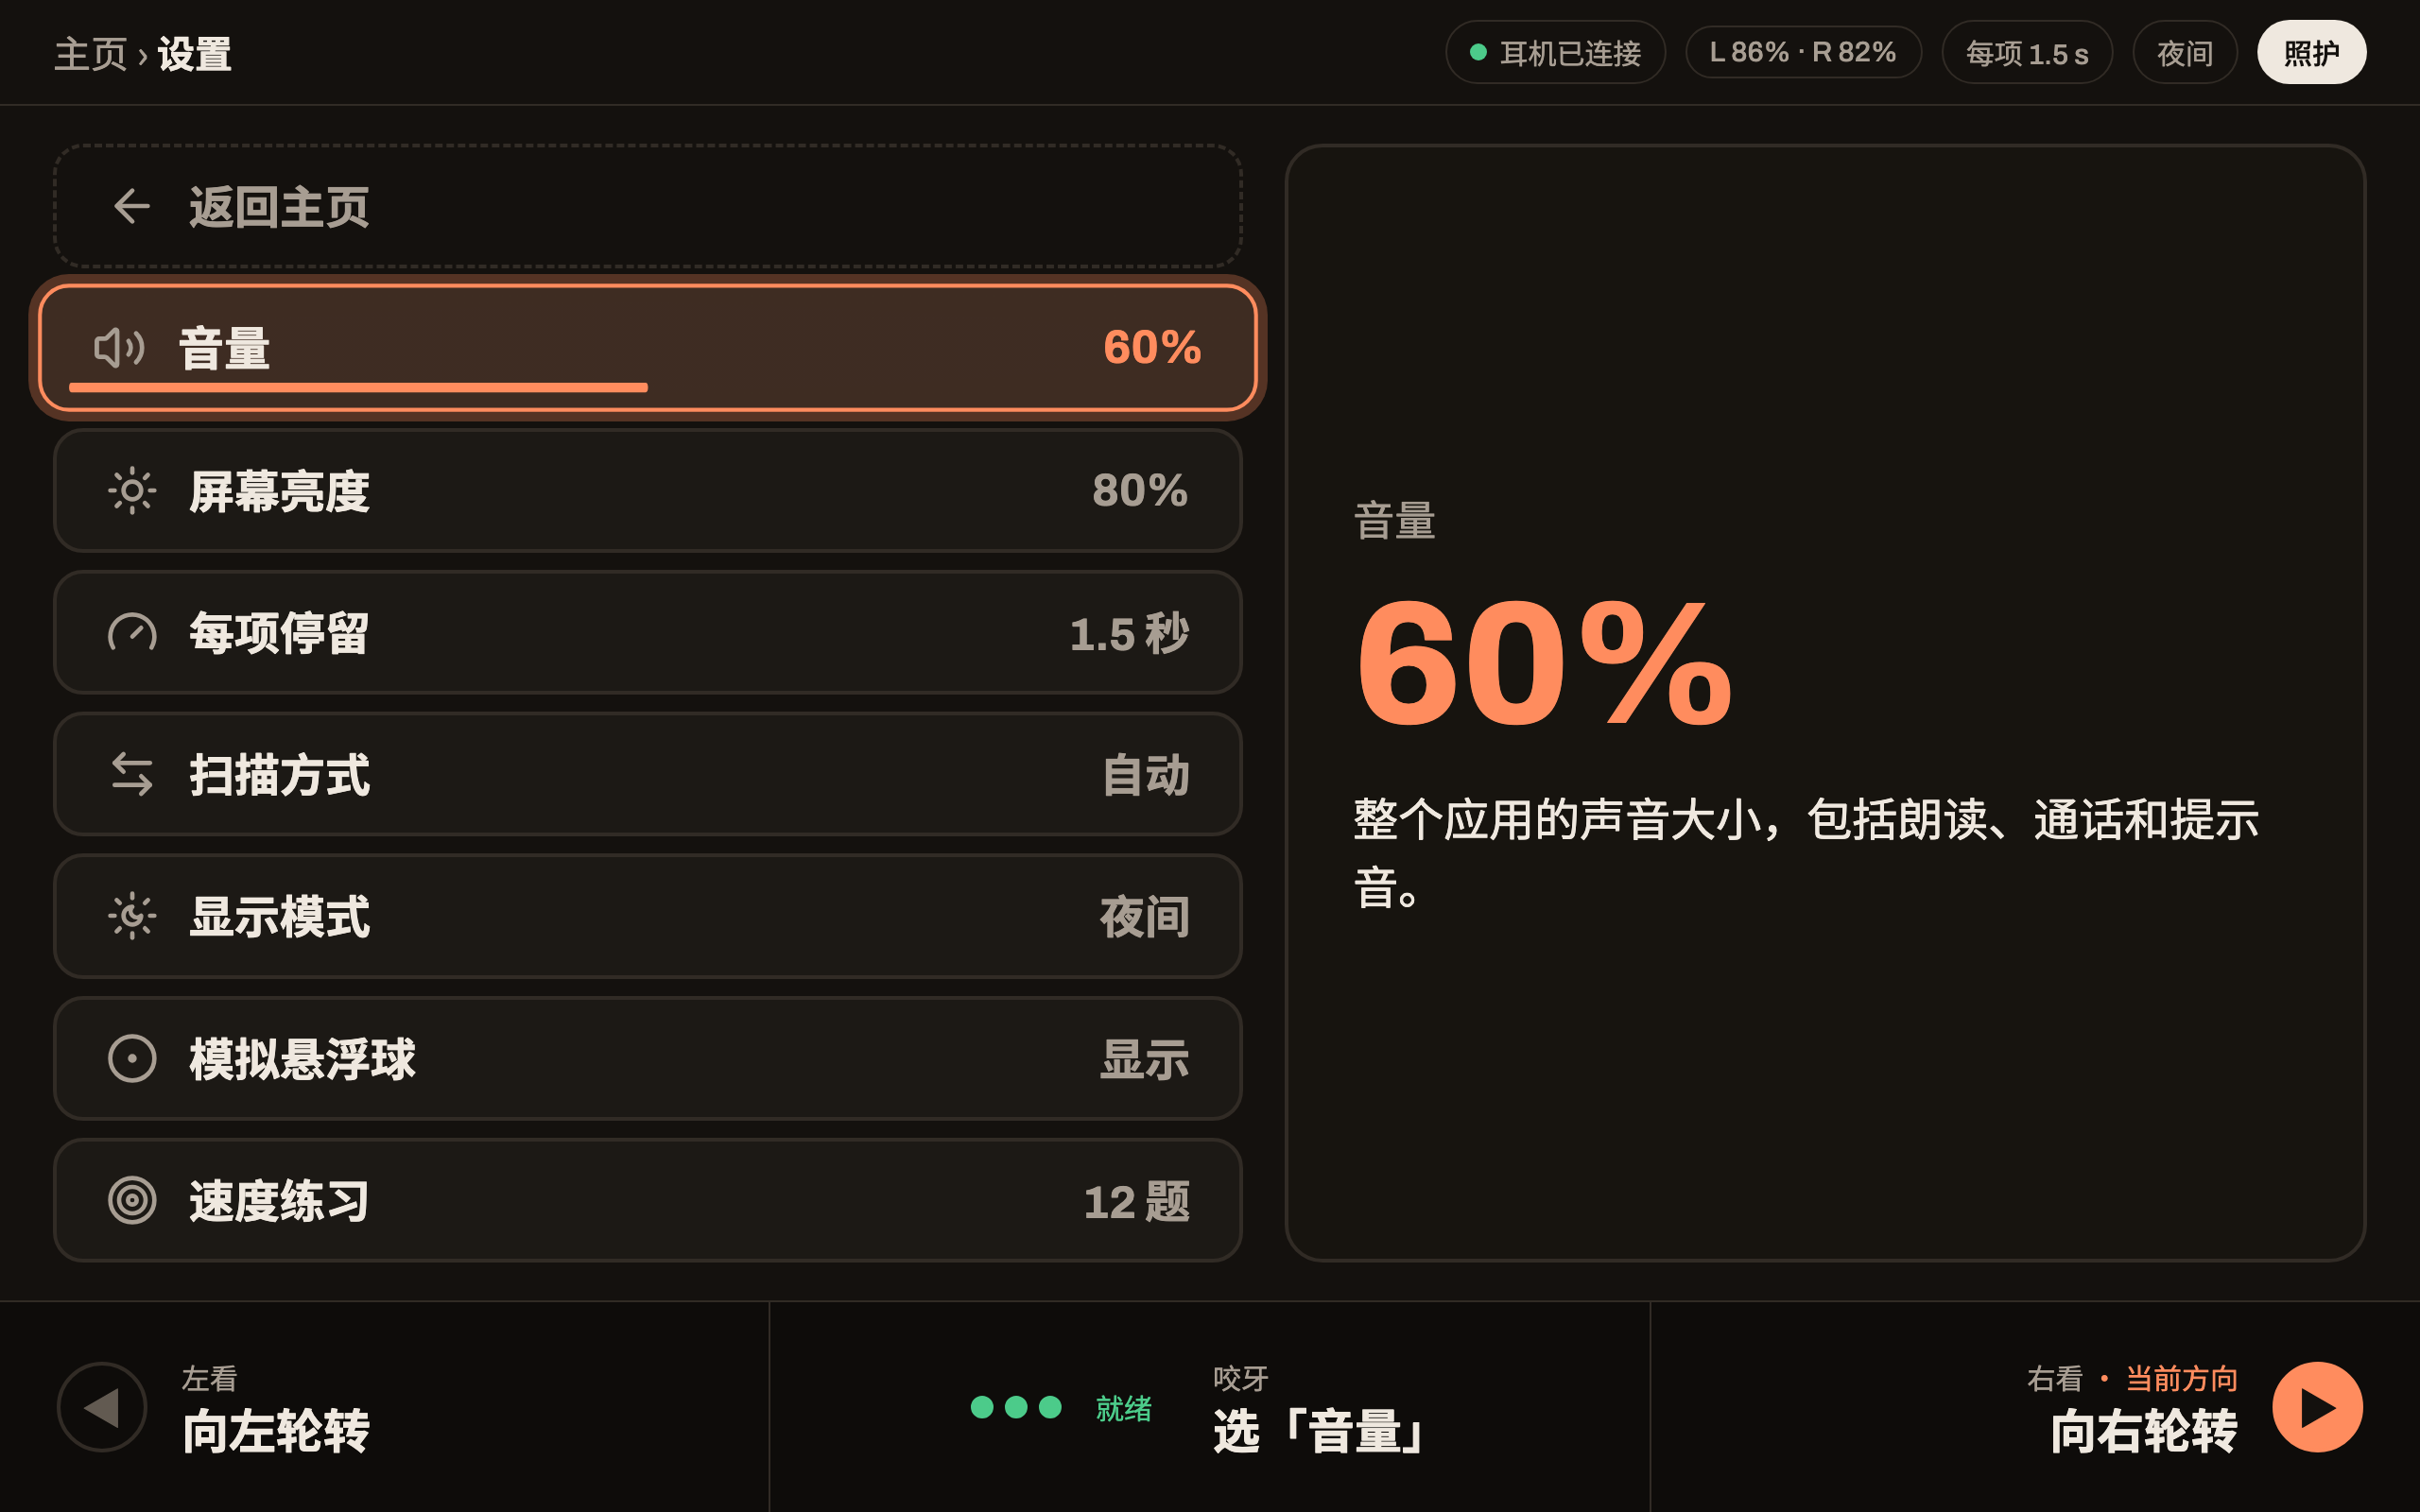 主页 › 设置
耳机已连接
L 86% · R 82%
每项 1.5 s
夜间
照护
返回主页
音量 60%
屏幕亮度 80%
每项停留 1.5 秒
扫描方式 自动
显示模式 夜间
模拟悬浮球 显示
速度练习 12 题
音量
60%
整个应用的声音大小，包括朗读、通话和提示
音。
左看
向左轮转
就绪
咬牙
选「音量」
右看 · 当前方向
向右轮转